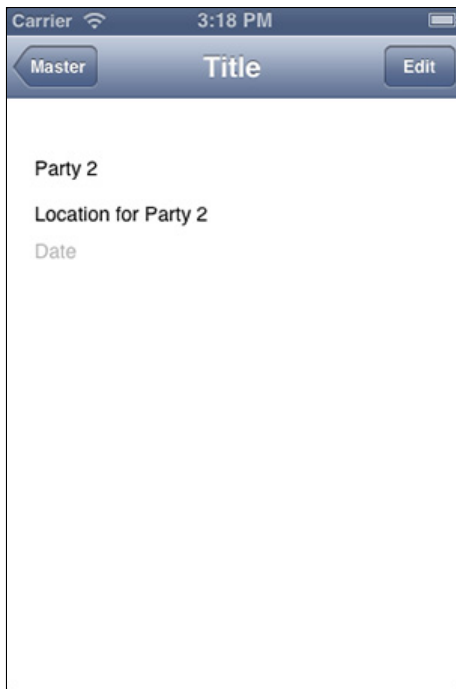 Carrier 3:18 PM
Master Title Edit
Party 2
Location for Party 2
Date